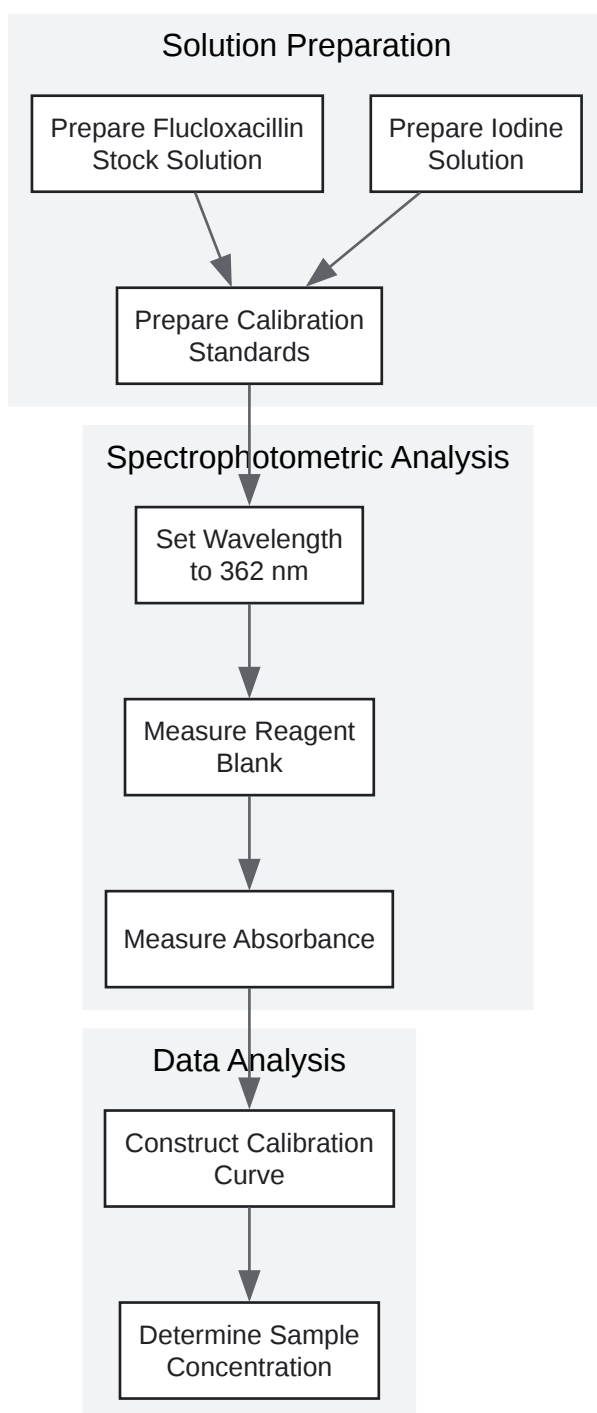 Solution Preparation
Prepare Flucloxacillin
Stock Solution
Prepare Iodine
Solution
Prepare Calibration
Standards
Spectrophotometric Analysis
Set Wavelength
to 362 nm
Measure Reagent
Blank
Measure Absorbance
Data Analysis
Construct Calibration
Curve
Determine Sample
Concentration